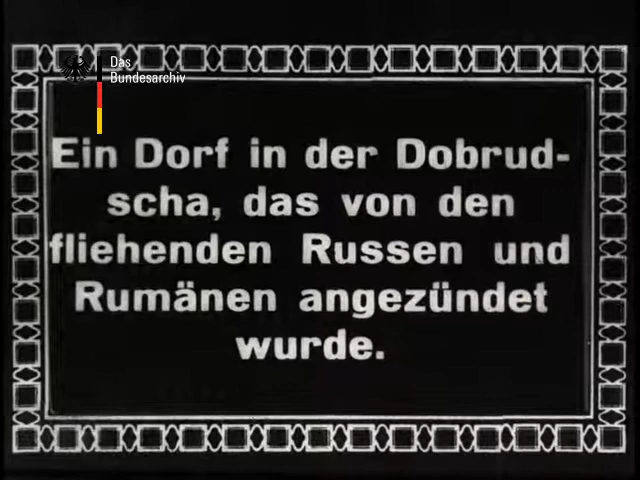 Das
Bundesarchiv
Ein Dorf in der Dobrud-
scha, das von den
fliehenden Russen und
Rumänen angezündet
wurde.